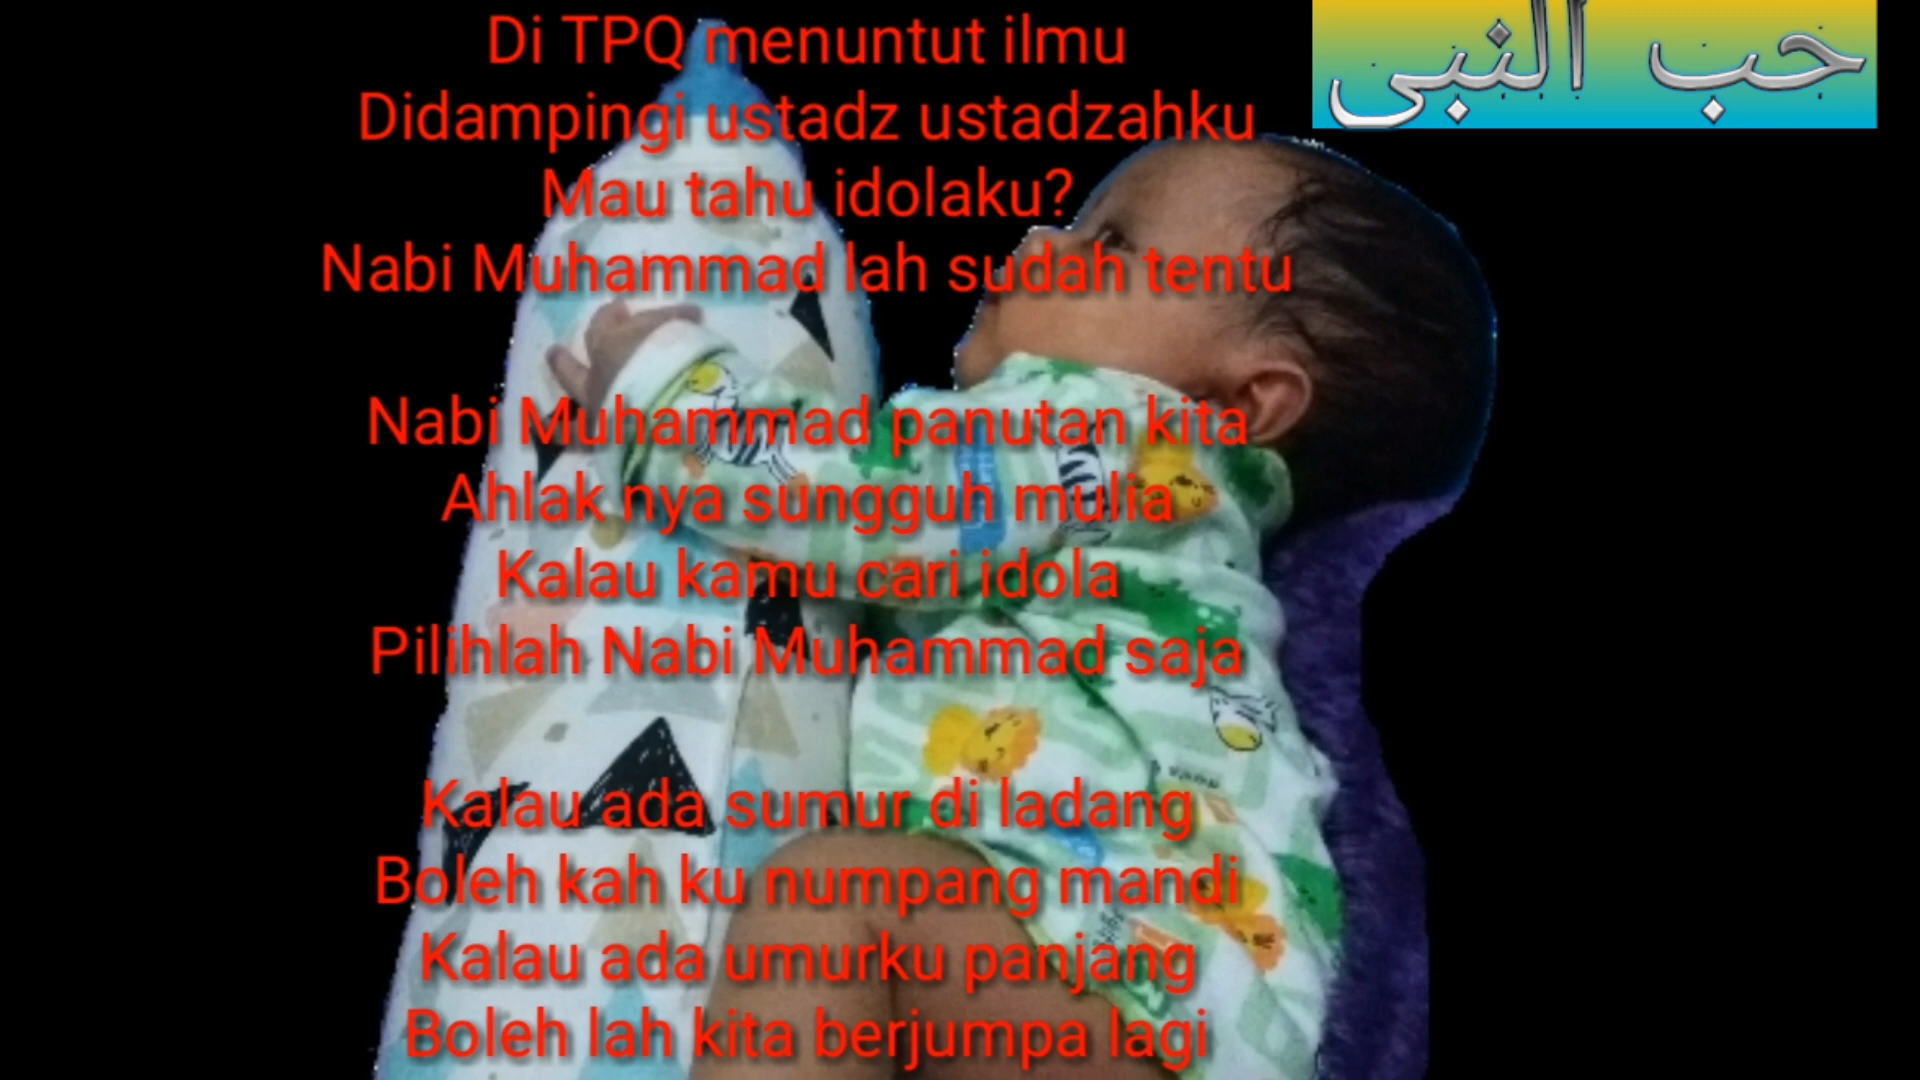 حب النبى
Di TPQ menuntut ilmu
Didampingi ustadz ustadzahku
Mau tahu idolaku?
Nabi Muhammad lah sudah tentu
Nabi Muhammad panutan kita
Ahlak nya sungguh mulia
Kalau kamu cari idola
Pilihlah Nabi Muhammad saja
Kalau ada sumur di ladang
Boleh kah ku numpang mandi
Kalau ada umurku panjang
Boleh lah kita berjumpa lagi